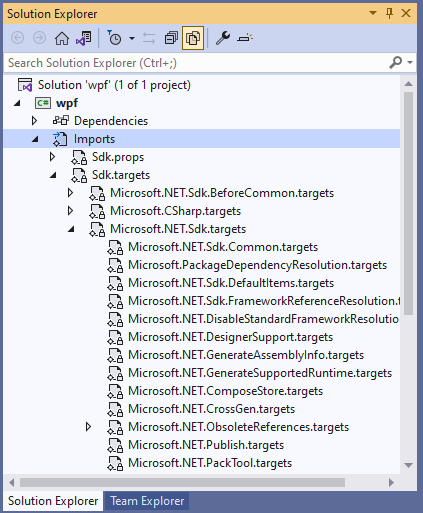 Solution Explorer
Search Solution Explorer (Ctrl+;)
Solution 'wpf' (1 of 1 project)
C# wpf
Dependencies
Imports
Sdk.props
Sdk.targets
Microsoft.NET.Sdk.BeforeCommon.targets
Microsoft.CSharp.targets
Microsoft.NET.Sdk.targets
Microsoft.NET.Sdk.Common.targets
Microsoft.PackageDependencyResolution.targets
Microsoft.NET.Sdk.DefaultItems.targets
Microsoft.NET.Sdk.FrameworkReferenceResolution.t
Microsoft.NET.DisableStandardFrameworkResolutio
Microsoft.NET.DesignerSupport.targets
Microsoft.NET.GenerateAssemblyInfo.targets
Microsoft.NET.GenerateSupportedRuntime.targets
Microsoft.NET.ComposeStore.targets
Microsoft.NET.CrossGen.targets
Microsoft.NET.ObsoleteReferences.targets
Microsoft.NET.Publish.targets
Microsoft.NET.PackTool.targets
Solution Explorer Team Explorer